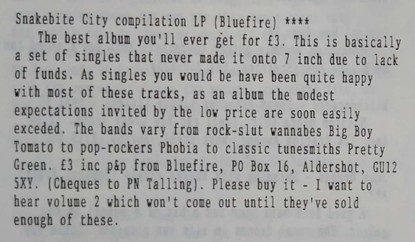 Snakebite City compilation LP (Bluefire) ****
The best album you'll ever get for £3. This is basically
a set of singles that never made it onto 7 inch due to lack
of funds. As singles you would be have been quite happy
with most of these tracks, as an album the modest
expectations invited by the low price are soon easily
exceded. The bands vary from rock-slut wannabes Big Boy
Tomato to pop-rockers Phobia to classic tunesmiths Pretty
Green. £3 inc p&p from Bluefire, PO Box 16, Aldershot, GU12
5XY. (Cheques to PN Talling). Please buy it - I want to
hear volume 2 which won't come out until they've sold
enough of these.